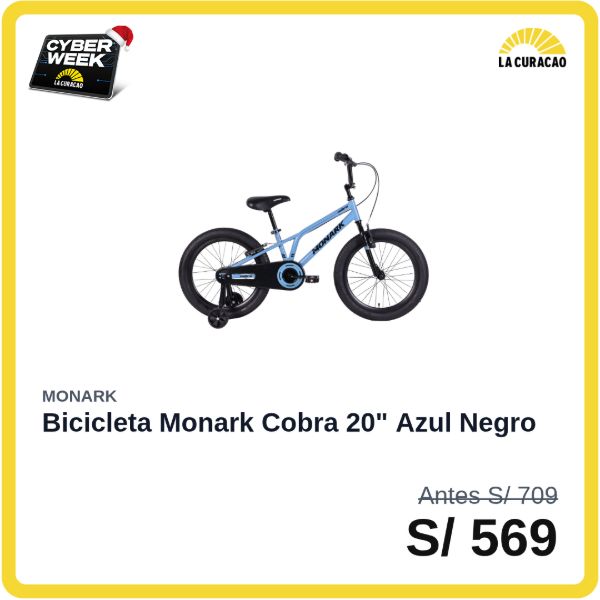 CYBER
WEEK
LA CURACAO
LA CURACAO
MONARK
MONARK
Bicicleta Monark Cobra 20" Azul Negro
Antes S/ 709
S/ 569